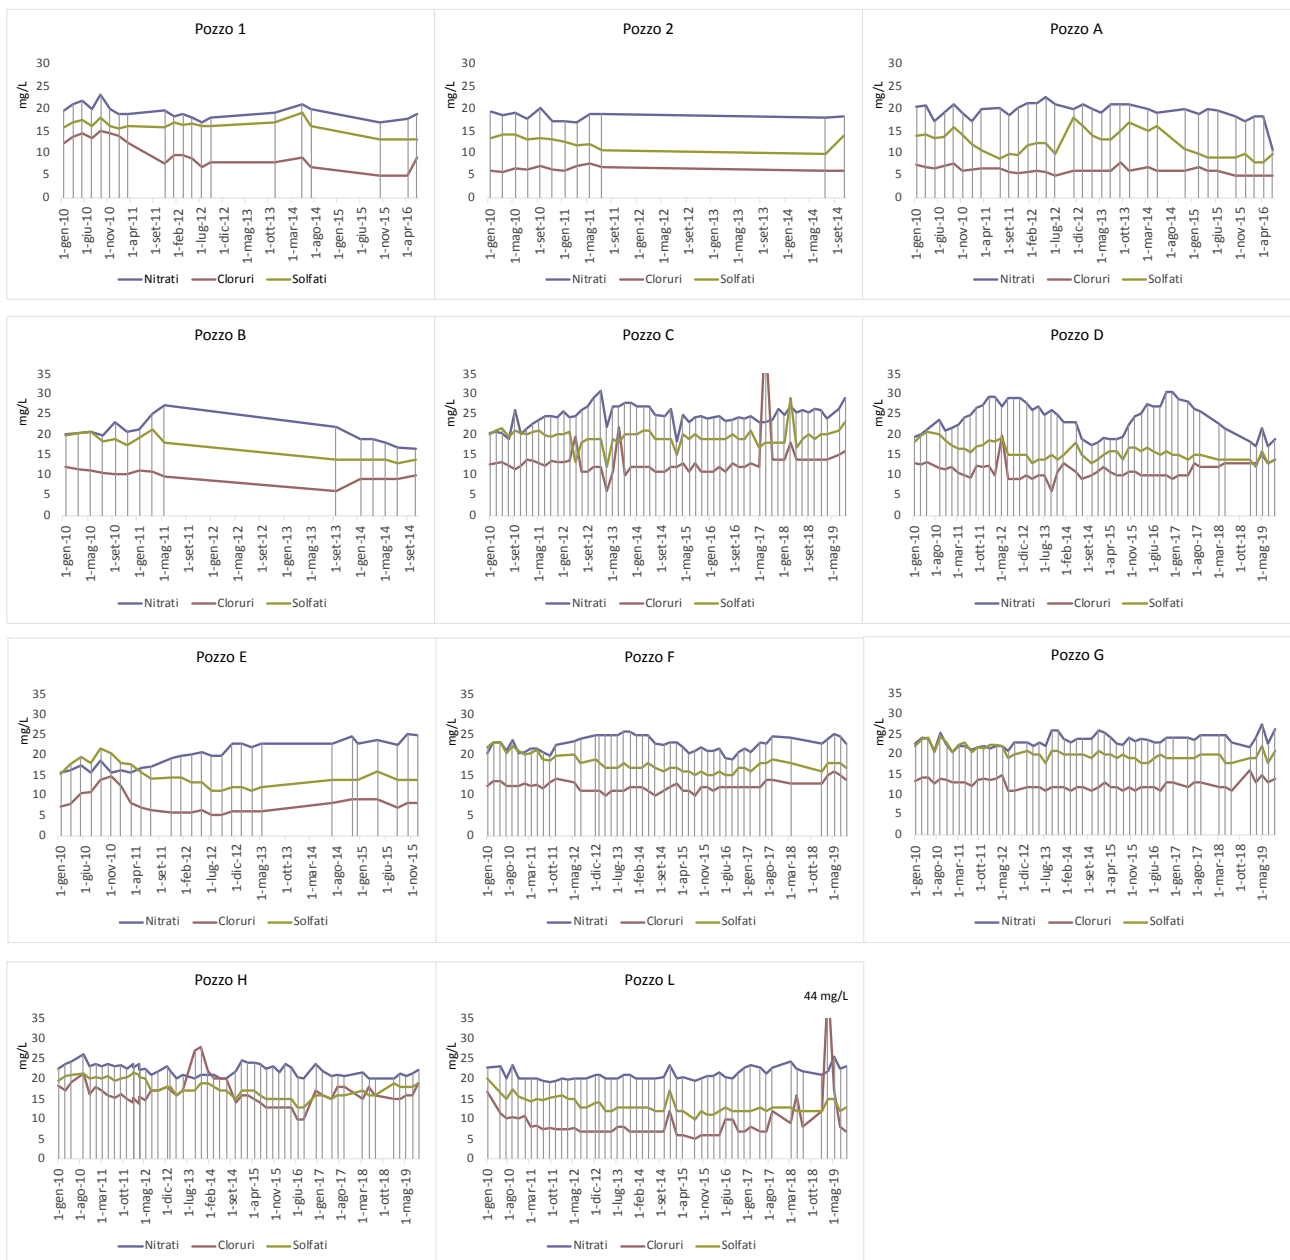 Pozzo 1
mg/L
30
25
20
15
10
5
0
1-gen-10
1-giu-10
1-nov-10
1-apr-11
1-set-11
1-feb-12
1-lug-12
1-dic-12
1-mag-13
1-ott-13
1-mar-14
1-ago-14
1-gen-15
1-giu-15
1-nov-15
1-apr-16
Nitrati Cloruri Solfati
Pozzo 2
mg/L
30
25
20
15
10
5
0
1-gen-10
1-mag-10
1-set-10
1-gen-11
1-mag-11
1-set-11
1-gen-12
1-mag-12
1-set-12
1-gen-13
1-mag-13
1-set-13
1-gen-14
1-mag-14
1-set-14
Nitrati Cloruri Solfati
Pozzo A
mg/L
30
25
20
15
10
5
0
1-gen-10
1-giu-10
1-nov-10
1-apr-11
1-set-11
1-feb-12
1-lug-12
1-dic-12
1-mag-13
1-ott-13
1-mar-14
1-ago-14
1-gen-15
1-giu-15
1-nov-15
1-apr-16
Nitrati Cloruri Solfati
Pozzo B
mg/L
35
30
25
20
15
10
5
0
1-gen-10
1-mag-10
1-set-10
1-gen-11
1-mag-11
1-set-11
1-gen-12
1-mag-12
1-set-12
1-gen-13
1-mag-13
1-set-13
1-gen-14
1-mag-14
1-set-14
Nitrati Cloruri Solfati
Pozzo C
mg/L
35
30
25
20
15
10
5
0
1-gen-10
1-set-10
1-mag-11
1-gen-12
1-set-12
1-mag-13
1-gen-14
1-set-14
1-mag-15
1-gen-16
1-set-16
1-mag-17
1-gen-18
1-set-18
1-mag-19
Nitrati Cloruri Solfati
Pozzo D
mg/L
35
30
25
20
15
10
5
0
1-gen-10
1-ago-10
1-mar-11
1-ott-11
1-mag-12
1-dic-12
1-lug-13
1-feb-14
1-set-14
1-apr-15
1-nov-15
1-giu-16
1-gen-17
1-ago-17
1-mar-18
1-ott-18
1-mag-19
Nitrati Cloruri Solfati
Pozzo E
mg/L
35
30
25
20
15
10
5
0
1-gen-10
1-giu-10
1-nov-10
1-apr-11
1-set-11
1-feb-12
1-lug-12
1-dic-12
1-mag-13
1-ott-13
1-mar-14
1-ago-14
1-gen-15
1-giu-15
1-nov-15
Nitrati Cloruri Solfati
Pozzo F
mg/L
35
30
25
20
15
10
5
0
1-gen-10
1-ago-10
1-mar-11
1-ott-11
1-mag-12
1-dic-12
1-lug-13
1-feb-14
1-set-14
1-apr-15
1-nov-15
1-giu-16
1-gen-17
1-ago-17
1-mar-18
1-ott-18
1-mag-19
Nitrati Cloruri Solfati
Pozzo G
mg/L
35
30
25
20
15
10
5
0
1-gen-10
1-ago-10
1-mar-11
1-ott-11
1-mag-12
1-dic-12
1-lug-13
1-feb-14
1-set-14
1-apr-15
1-nov-15
1-giu-16
1-gen-17
1-ago-17
1-mar-18
1-ott-18
1-mag-19
Nitrati Cloruri Solfati
Pozzo H
mg/L
35
30
25
20
15
10
5
0
1-gen-10
1-ago-10
1-mar-11
1-ott-11
1-mag-12
1-dic-12
1-lug-13
1-feb-14
1-set-14
1-apr-15
1-nov-15
1-giu-16
1-gen-17
1-ago-17
1-mar-18
1-ott-18
1-mag-19
Nitrati Cloruri Solfati
Pozzo L
44 mg/L
mg/L
35
30
25
20
15
10
5
0
1-gen-10
1-ago-10
1-mar-11
1-ott-11
1-mag-12
1-dic-12
1-lug-13
1-feb-14
1-set-14
1-apr-15
1-nov-15
1-giu-16
1-gen-17
1-ago-17
1-mar-18
1-ott-18
1-mag-19
Nitrati Cloruri Solfati